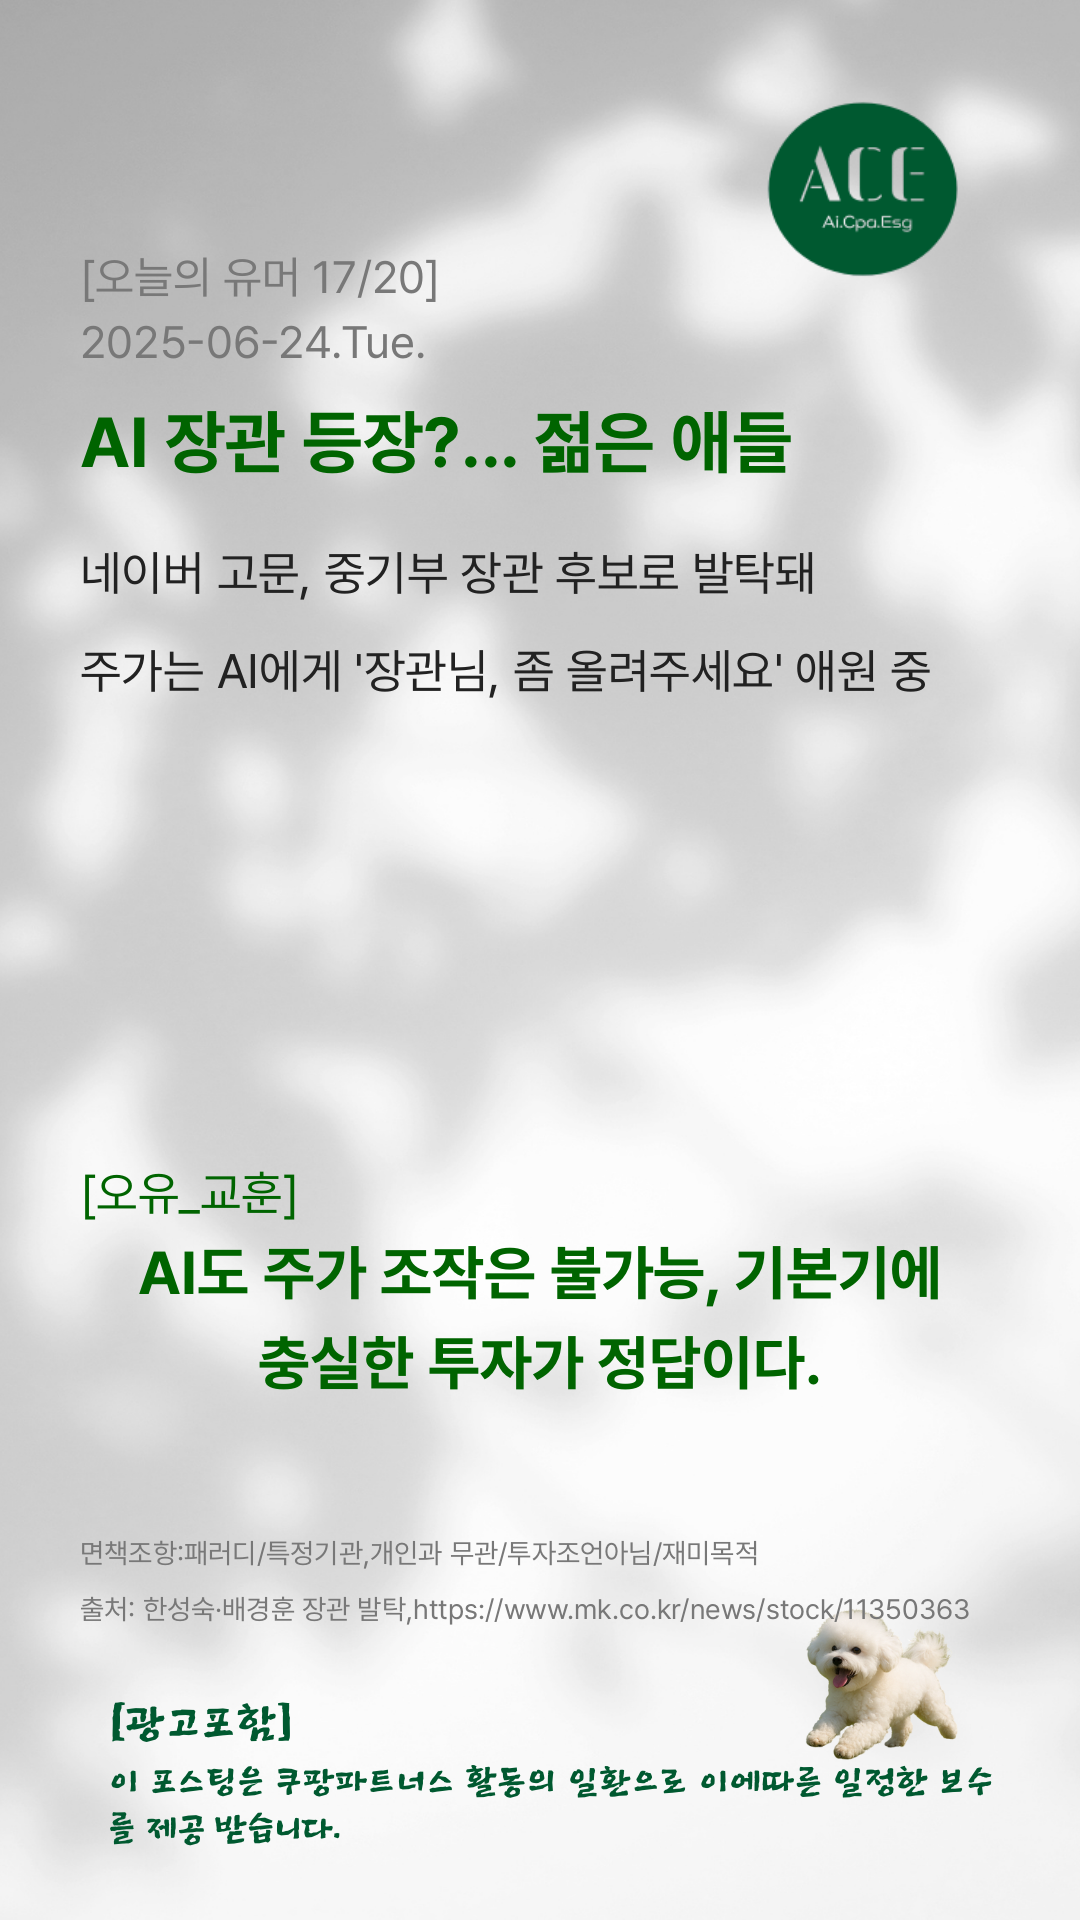 ACE
Ai.Cpa.Esg
[오늘의 유머 17/20]
2025-06-24.Tue.
AI 장관 등장?... 젊은 애들
네이버 고문, 중기부 장관 후보로 발탁돼
주가는 AI에게 '장관님, 좀 올려주세요' 애원 중
[오유_교훈]
AI도 주가 조작은 불가능, 기본기에
충실한 투자가 정답이다.
면책조항:패러디/특정기관,개인과 무관/투자조언아님/재미목적
출처: 한성숙·배경훈 장관 발탁,https://www.mk.co.kr/news/stock/11350363
[광고포함]
이 포스팅은 쿠팡파트너스 활동의 일환으로 이에따른 일정한 보수
를 제공 받습니다.